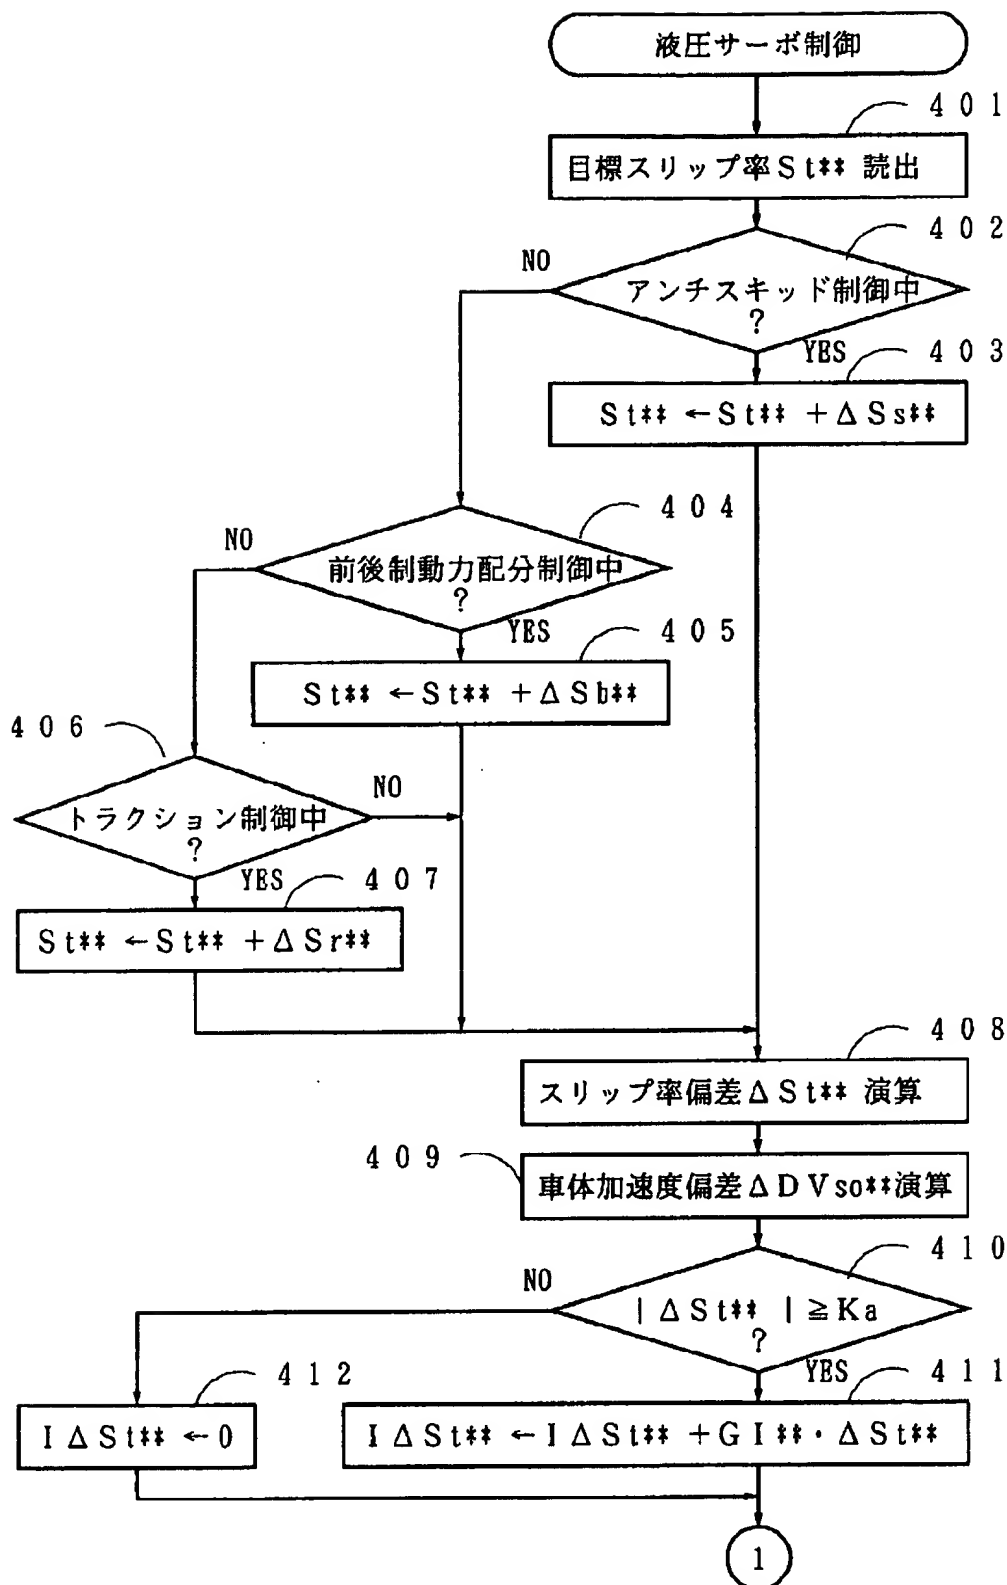 液圧サーボ制御
401
目標スリップ率St** 読出
402
NO
アンチスキッド制御中
?
YES
403
St** ←St** +ΔSs**
404
NO
前後制動力配分制御中
?
YES
405
St** ←St** +ΔSb**
406
NO
トラクション制御中
?
YES
407
St** ←St** +ΔSr**
408
スリップ率偏差ΔSt** 演算
409
車体加速度偏差ΔDVso**演算
410
NO
|ΔSt** |≧Ka
?
YES
411
412
IΔSt** ←0
IΔSt** ←IΔSt** +GI**・ΔSt**
1